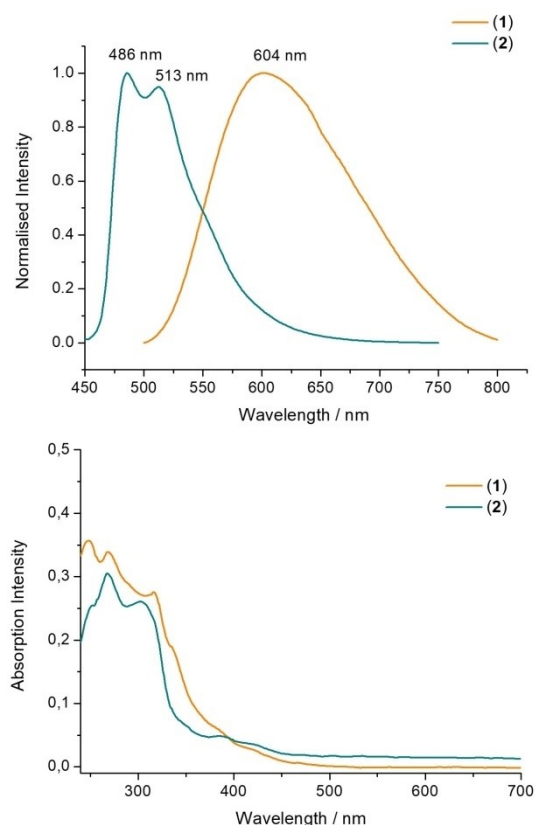 (1)
(2)
486 nm
513 nm
604 nm
1.0
0.8
0.6
0.4
0.2
0.0
Normalised Intensity
450 500 550 600 650 700 750 800
Wavelength / nm
(1)
(2)
0,5
0,4
0,3
0,2
0,1
0,0
Absorption Intensity
300 400 500 600 700
Wavelength / nm